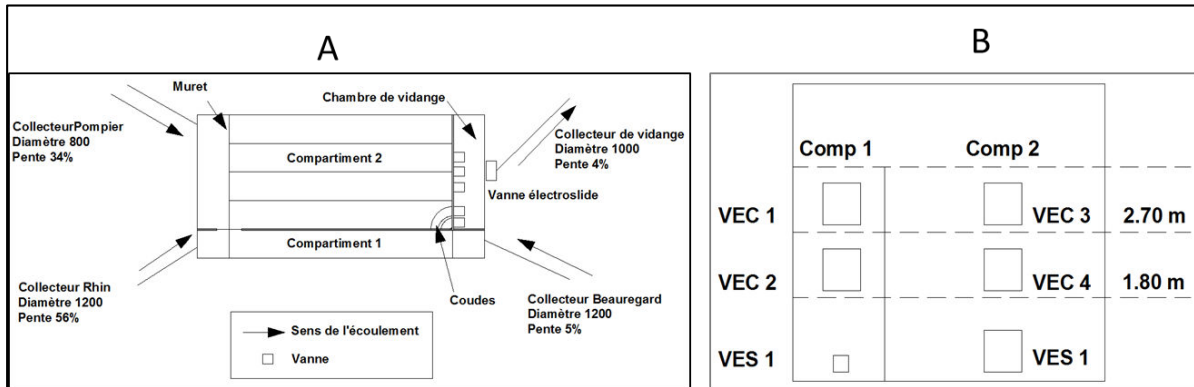 A
Muret
Chambre de vidange
CollecteurPompier
Diamètre 800
Pente 34%
Collecteur de vidange
Diamètre 1000
Pente 4%
Compartiment 2
Vanne électroslide
Compartiment 1
Collecteur Rhin
Diamètre 1200
Pente 56%
Coudes
Collecteur Beauregard
Diamètre 1200
Pente 5%
Sens de l'écoulement
Vanne
B
Comp 1 Comp 2
VEC 1 VEC 3 2.70 m
VEC 2 VEC 4 1.80 m
VES 1 VES 1